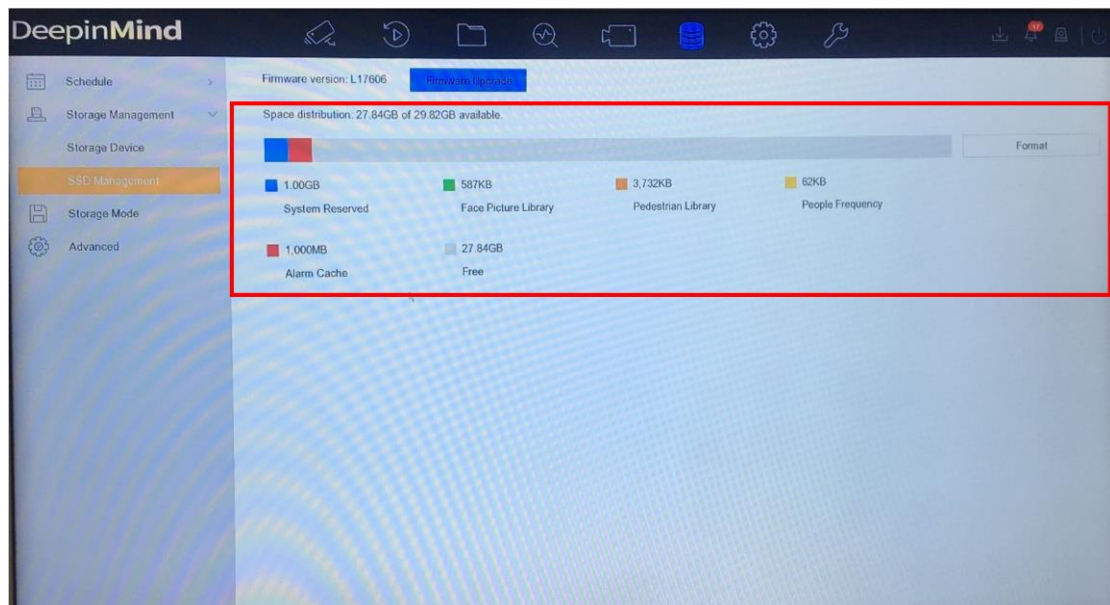 DeepinMind
Schedule
Firmware version: L17606 Firmware Upgrade
Storage Management
Space distribution: 27.84GB of 29.82GB available.
Storage Device
Format
SSD Management
1.00GB 587KB 3,732KB 62KB
System Reserved Face Picture Library Pedestrian Library People Frequency
Storage Mode
Advanced
1,000MB 27.84GB
Alarm Cache Free